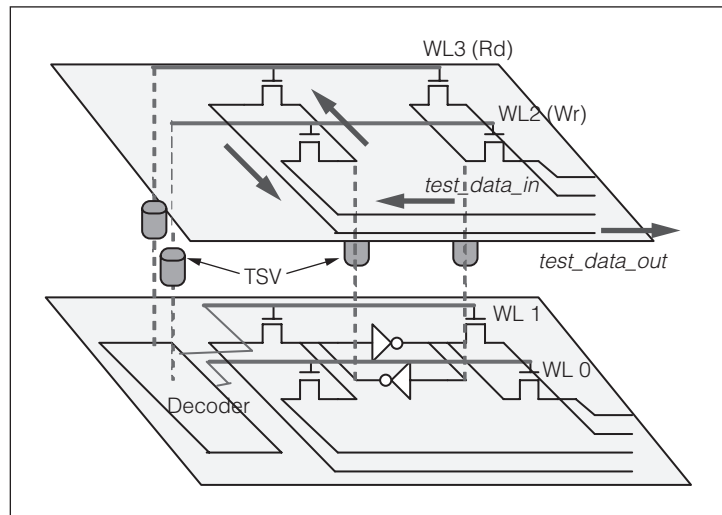 WL3 (Rd)
WL2 (Wr)
test_data_in
TSV
test_data_out
WL 1
WL 0
Decoder